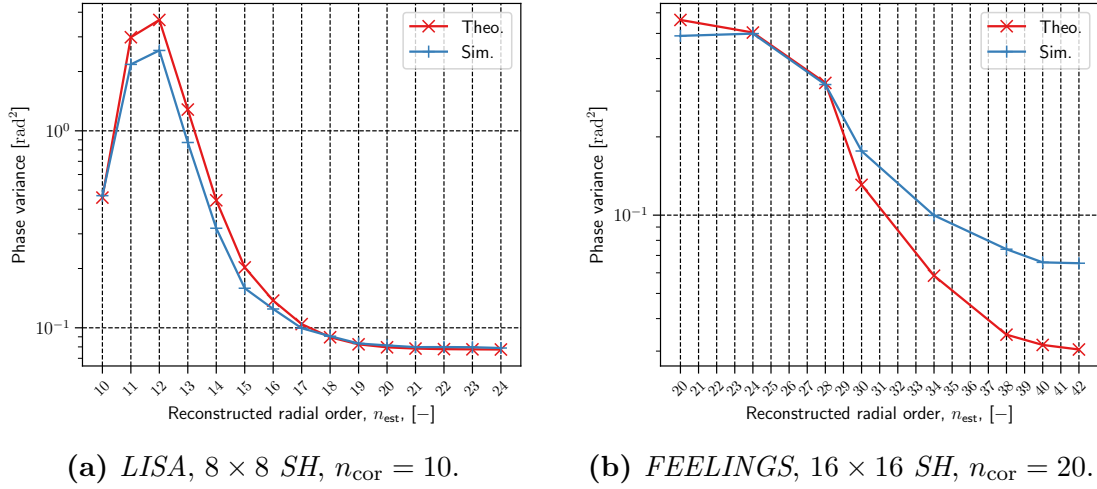 Phase variance [rad²]
10⁰
10⁻¹
Theo.
Sim.
10 11 12 13 14 15 16 17 18 19 20 21 22 23 24
Reconstructed radial order, n_est, [−]
(a) LISA, 8 × 8 SH, n_cor = 10.
Phase variance [rad²]
10⁻¹
Theo.
Sim.
20 21 22 23 24 25 26 27 28 29 30 31 32 33 34 35 36 37 38 39 40 41 42
Reconstructed radial order, n_est, [−]
(b) FEELINGS, 16 × 16 SH, n_cor = 20.